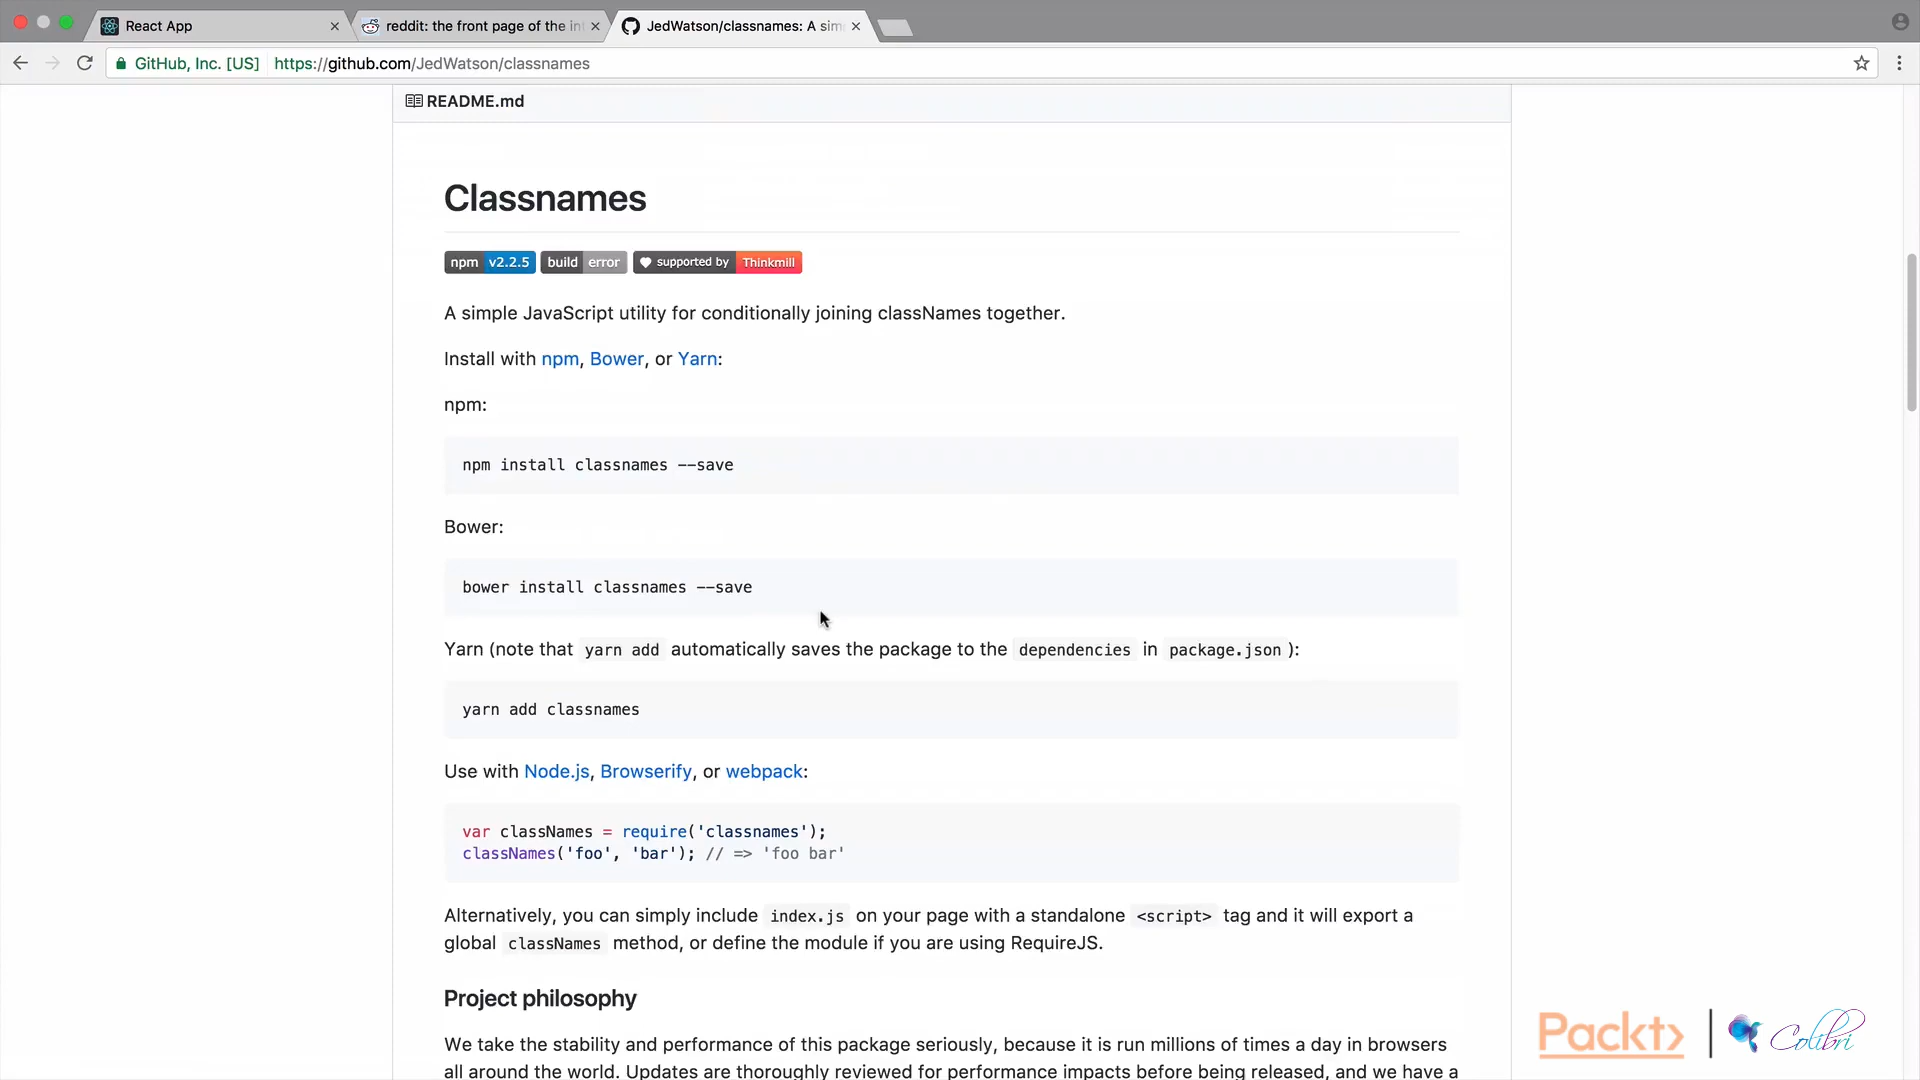 React App
reddit: the front page of the int
JedWatson/classnames: A sim
GitHub, Inc. [US] https://github.com/JedWatson/classnames
README.md
Classnames
npm v2.2.5 build error supported by Thinkmill
A simple JavaScript utility for conditionally joining classNames together.
Install with npm, Bower, or Yarn:
npm:
npm install classnames --save
Bower:
bower install classnames --save
Yarn (note that yarn add automatically saves the package to the dependencies in package.json ):
yarn add classnames
Use with Node.js, Browserify, or webpack:
var classNames = require('classnames');
classNames('foo', 'bar'); // => 'foo bar'
Alternatively, you can simply include index.js on your page with a standalone <script> tag and it will export a
global classNames method, or define the module if you are using RequireJS.
Project philosophy
We take the stability and performance of this package seriously, because it is run millions of times a day in browsers
all around the world. Updates are thoroughly reviewed for performance impacts before being released, and we have a
Packt
Colibri